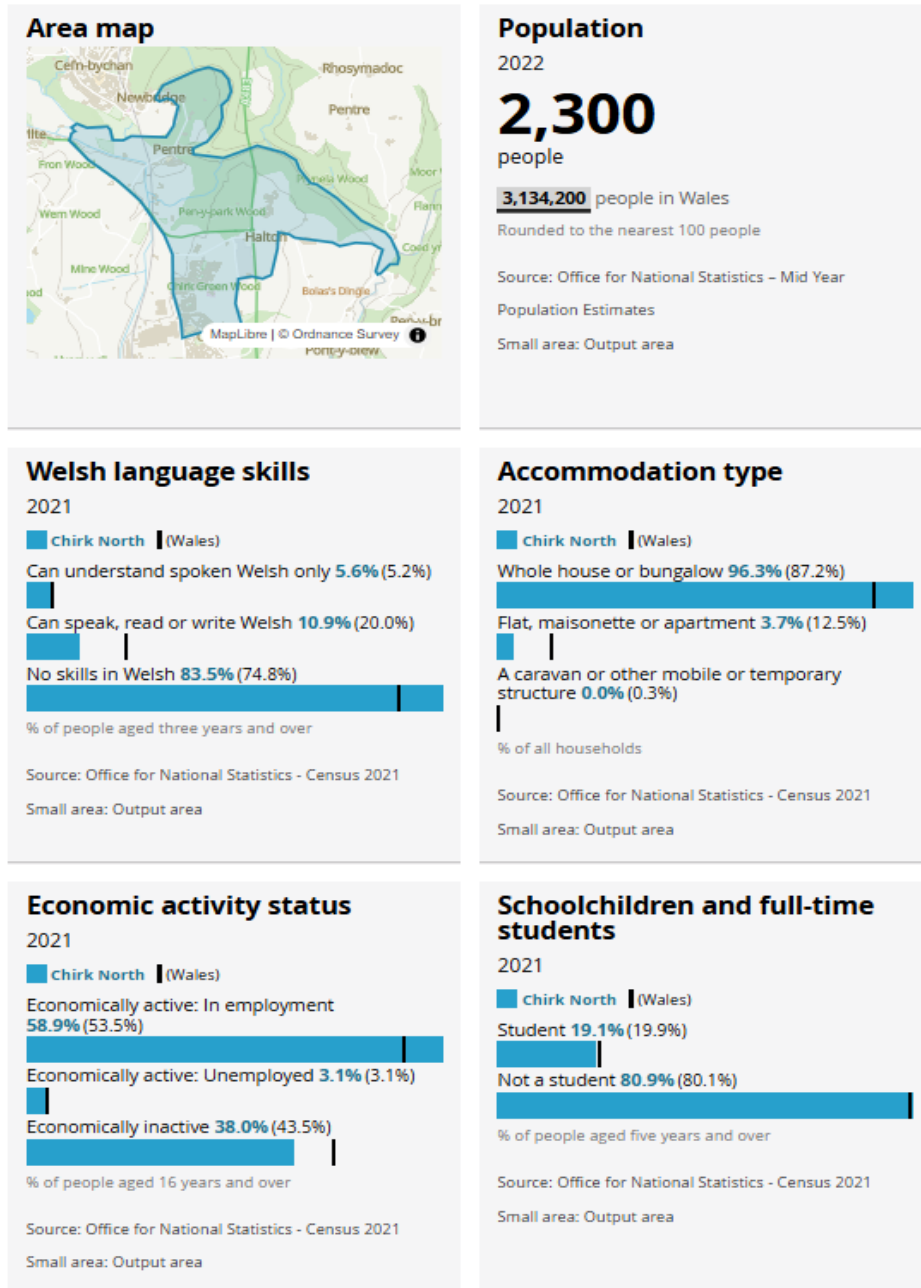 Area map
Cefn-bychan
Rhosymadoc
Newbridge
Pentre
Pentre
Fron Wood
Wern Wood
Pen-y-park Wood
Halton
Mine Wood
Chirk Green Wood
Bolas's Dingle
MapLibre | © Ordnance Survey
Pont-y-blew
Population
2022
2,300
people
3,134,200 people in Wales
Rounded to the nearest 100 people
Source: Office for National Statistics – Mid Year
Population Estimates
Small area: Output area
Welsh language skills
2021
Chirk North (Wales)
Can understand spoken Welsh only 5.6% (5.2%)
Can speak, read or write Welsh 10.9% (20.0%)
No skills in Welsh 83.5% (74.8%)
% of people aged three years and over
Source: Office for National Statistics - Census 2021
Small area: Output area
Accommodation type
2021
Chirk North (Wales)
Whole house or bungalow 96.3% (87.2%)
Flat, maisonette or apartment 3.7% (12.5%)
A caravan or other mobile or temporary
structure 0.0% (0.3%)
% of all households
Source: Office for National Statistics - Census 2021
Small area: Output area
Economic activity status
2021
Chirk North (Wales)
Economically active: In employment
58.9% (53.5%)
Economically active: Unemployed 3.1% (3.1%)
Economically inactive 38.0% (43.5%)
% of people aged 16 years and over
Source: Office for National Statistics - Census 2021
Small area: Output area
Schoolchildren and full-time
students
2021
Chirk North (Wales)
Student 19.1% (19.9%)
Not a student 80.9% (80.1%)
% of people aged five years and over
Source: Office for National Statistics - Census 2021
Small area: Output area